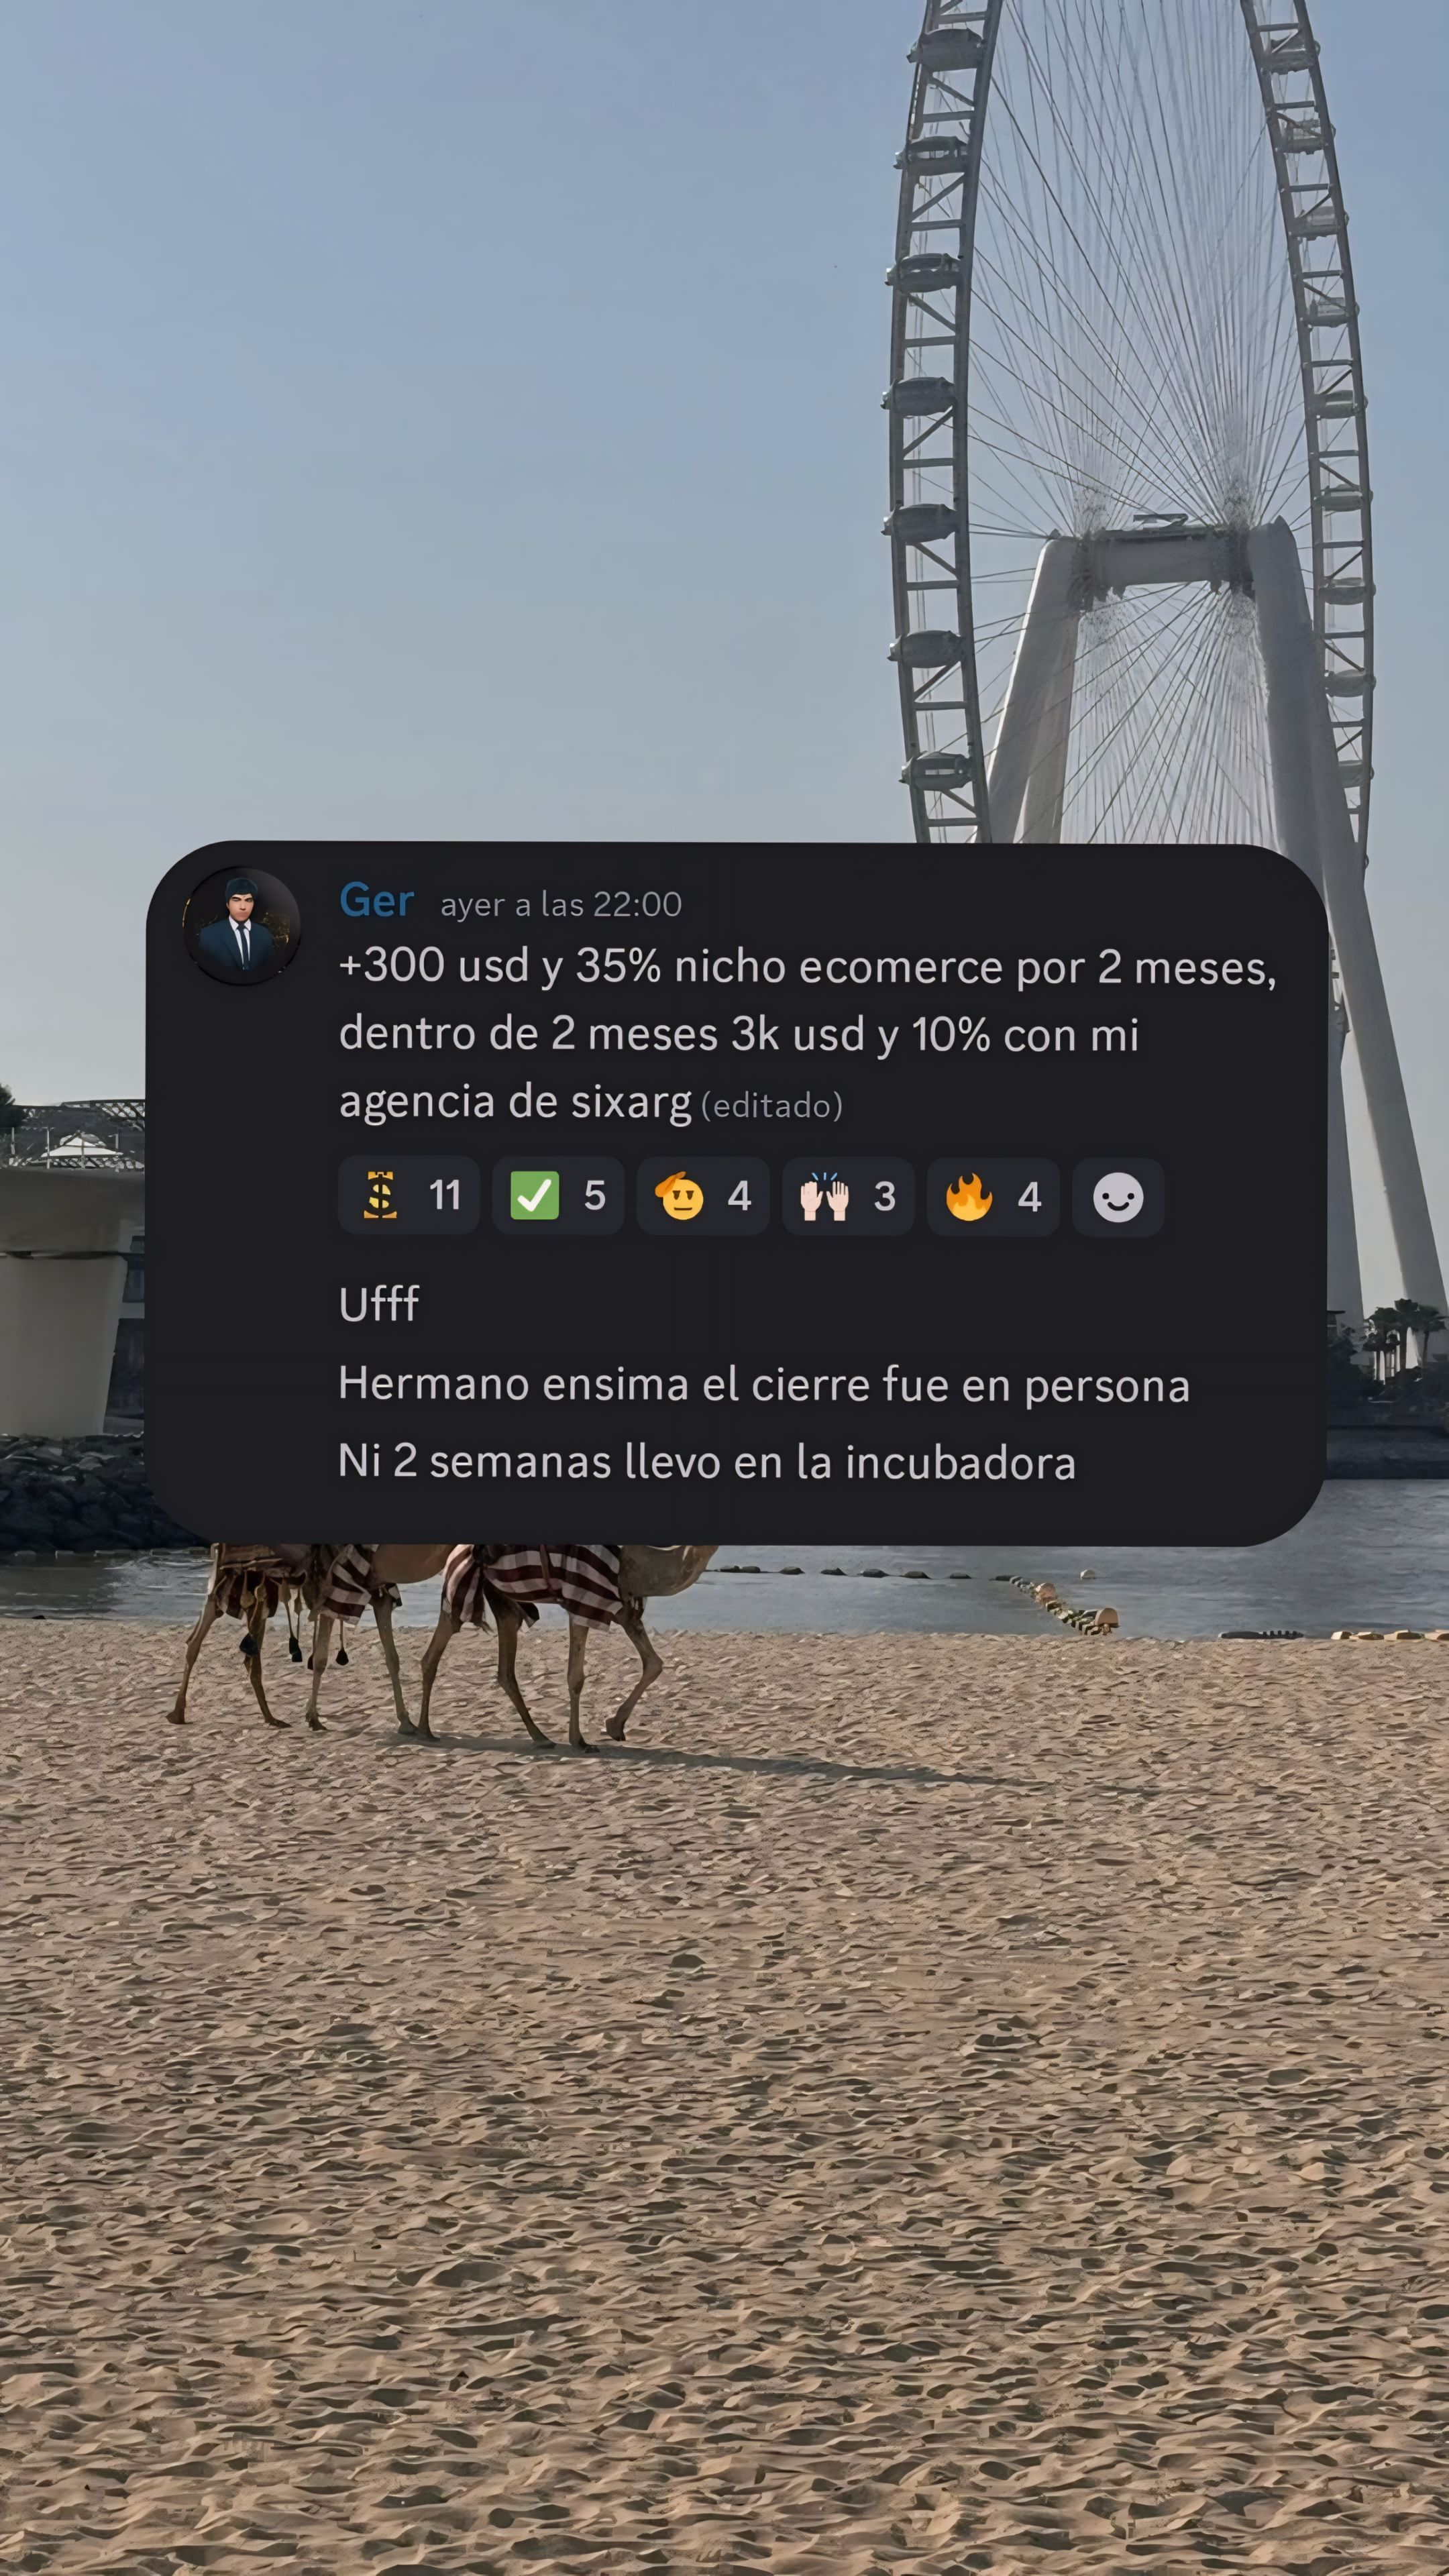 Ger ayer a las 22:00
+300 usd y 35% nicho ecomerce por 2 meses,
dentro de 2 meses 3k usd y 10% con mi
agencia de sixarg (editado)
11 5 4 3 4
Ufff
Hermano ensima el cierre fue en persona
Ni 2 semanas llevo en la incubadora